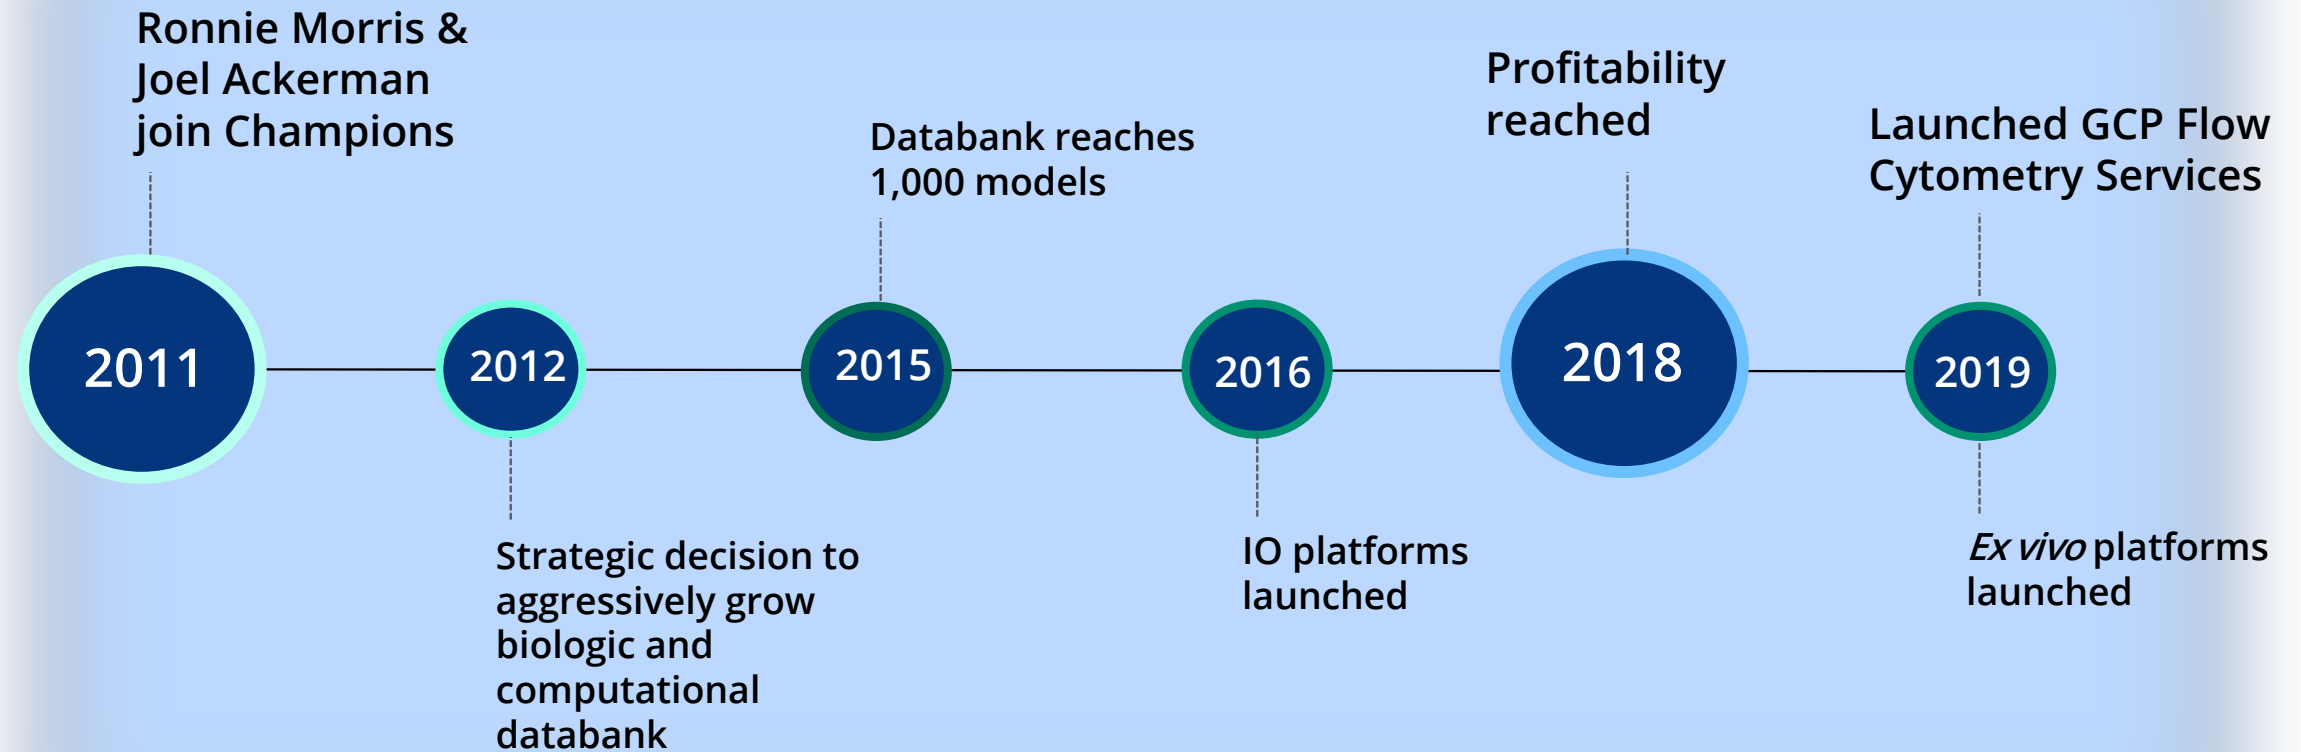 Ronnie Morris &
Joel Ackerman
join Champions
Databank reaches
1,000 models
Profitability
reached
Launched GCP Flow
Cytometry Services
2011
2012
2015
2016
2018
2019
Strategic decision to
aggressively grow
biologic and
computational
databank
IO platforms
launched
Ex vivo platforms
launched